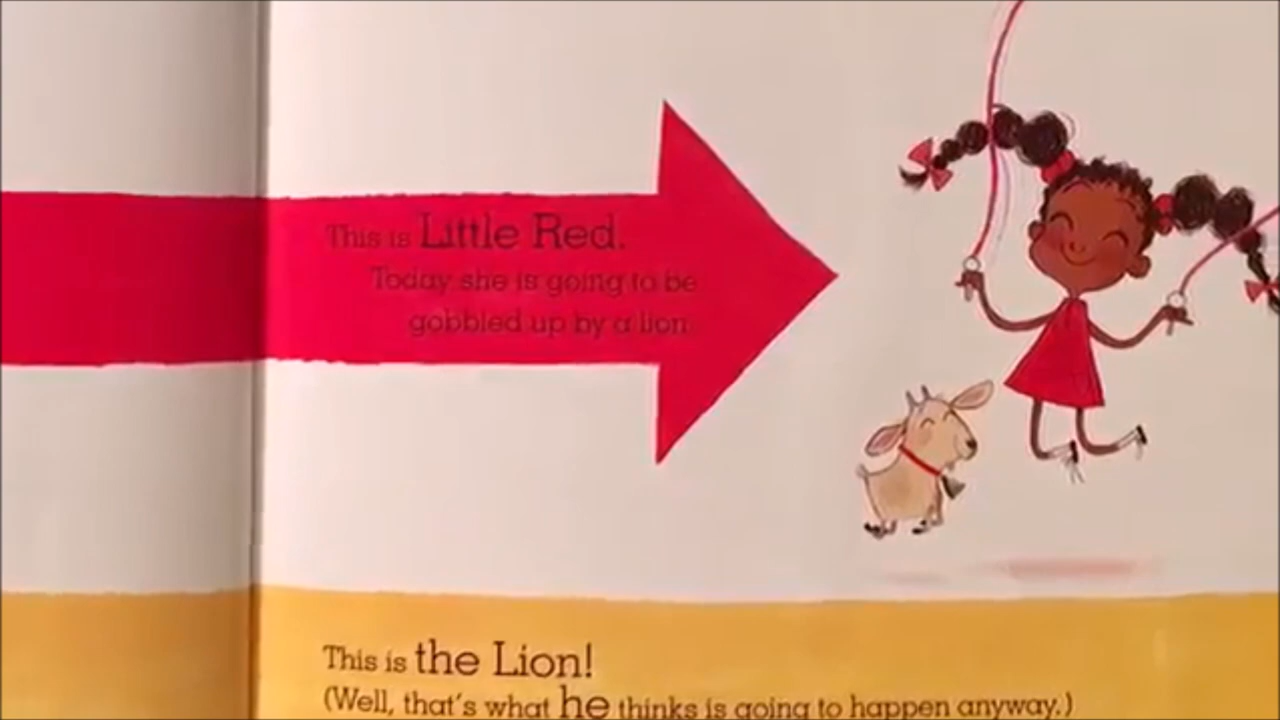 This is Little Red.
Today she is going to be
gobbled up by a lion.
This is the Lion!
(Well, that's what he thinks is going to happen anyway.)